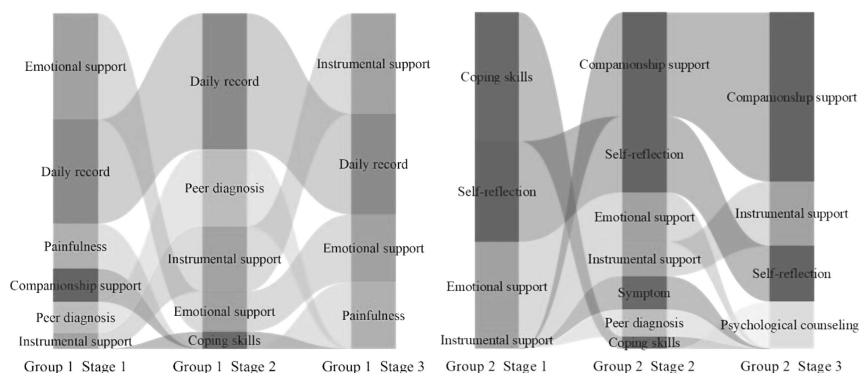 Emotional support
Daily record
Painfulness
Companionship support
Peer diagnosis
Instrumental support
Group 1 Stage 1
Daily record
Peer diagnosis
Instrumental support
Emotional support
Coping skills
Group 1 Stage 2
Instrumental support
Daily record
Emotional support
Painfulness
Group 1 Stage 3
Coping skills
Self-reflection
Emotional support
Instrumental support
Group 2 Stage 1
Compamonship support
Self-reflection
Emotional support
Instrumental support
Symptom
Peer diagnosis
Coping skills
Group 2 Stage 2
Compamonship support
Instrumental support
Self-reflection
Psychological counseling
Group 2 Stage 3